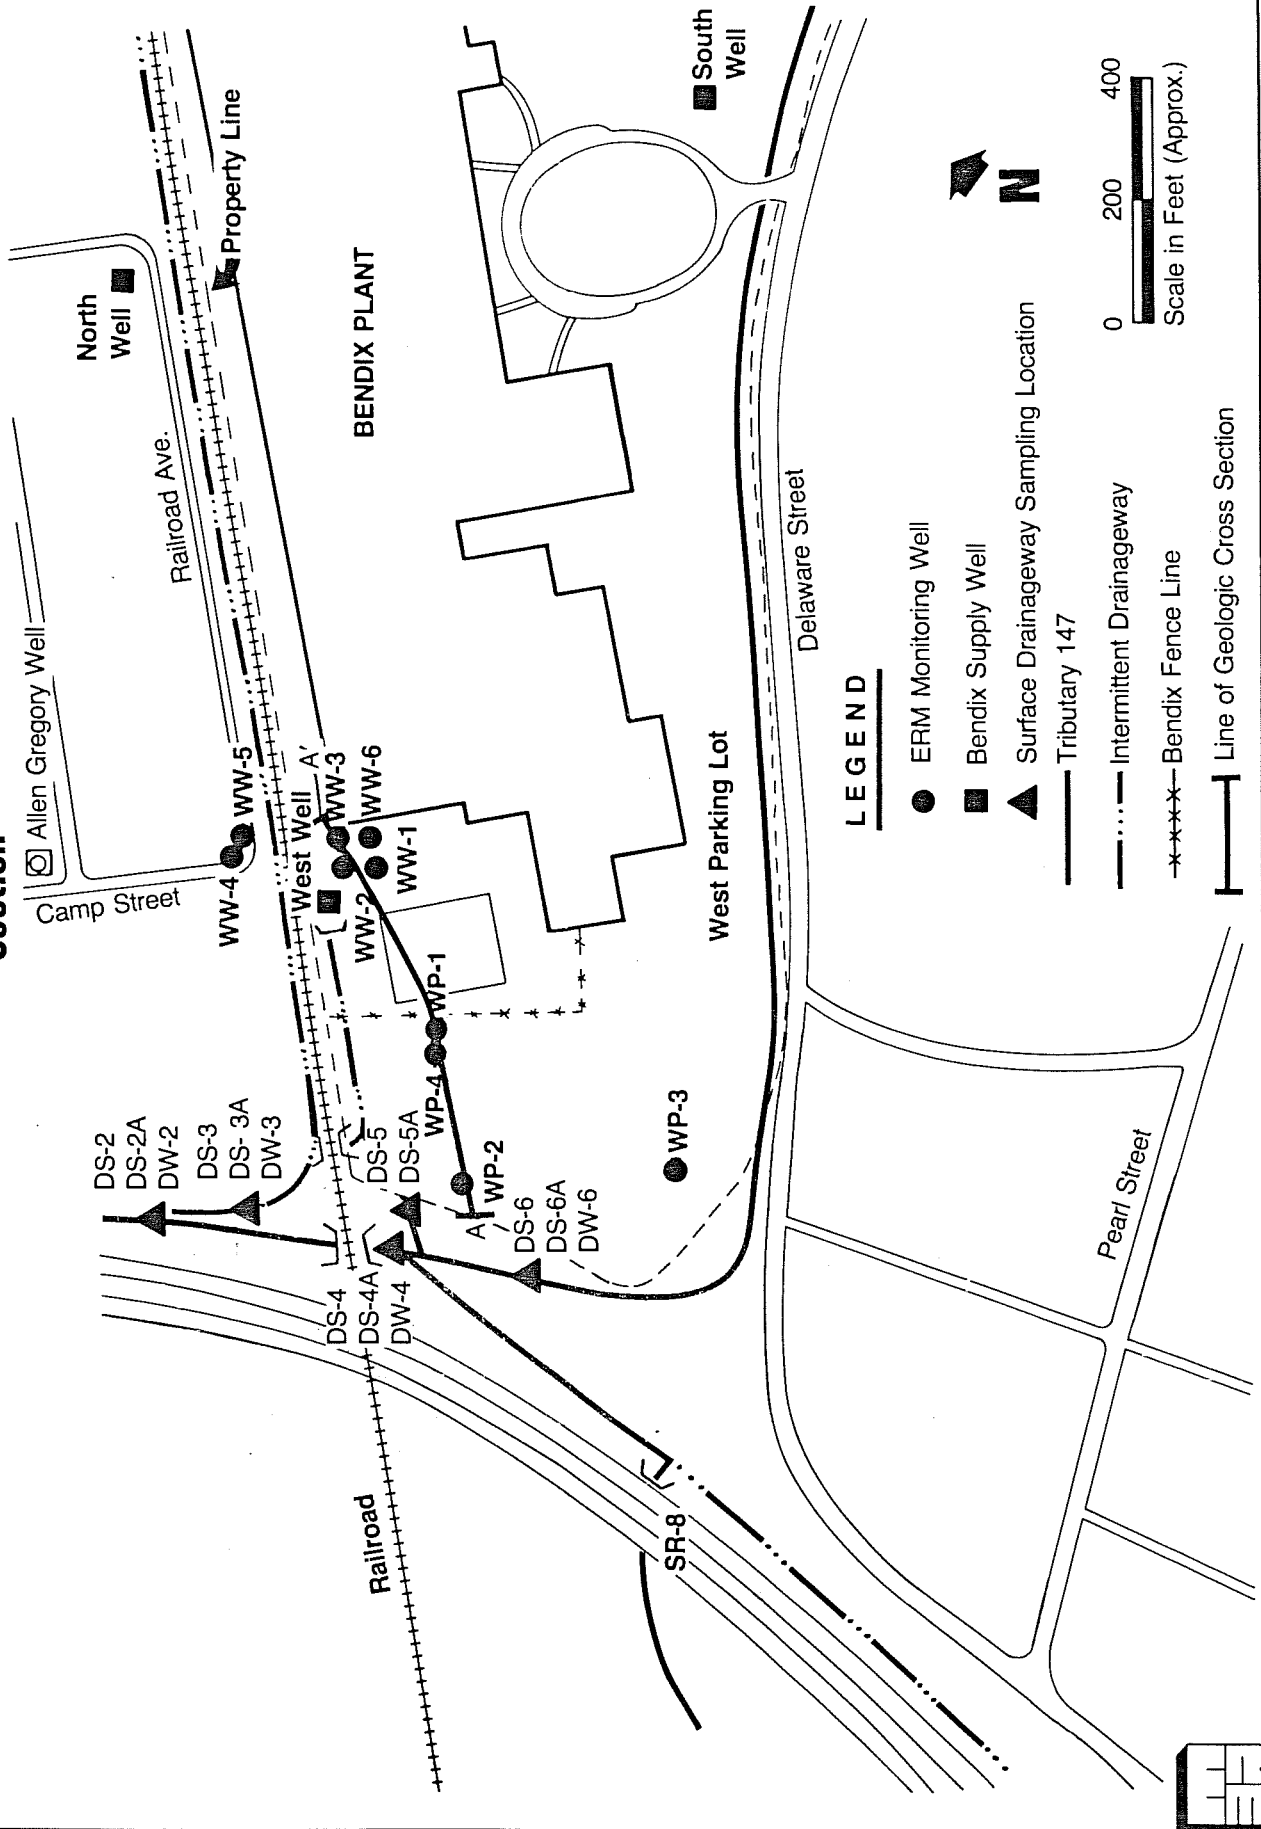 Section
Allen Gregory Well
Camp Street
Railroad Ave.
North
Well
Property Line
WW-4
WW-5
West Well
A'
WW-3
WW-6
WW-2
WW-1
BENDIX PLANT
South
Well
DS-2
DS-2A
DW-2
DS-3
DS- 3A
DW-3
DS-5
DS-5A
WP-4
WP-1
WP-2
A
DS-6
DS-6A
DW-6
WP-3
DS-4
DS-4A
DW-4
Railroad
SR-8
West Parking Lot
Delaware Street
Pearl Street
LEGEND
ERM Monitoring Well
Bendix Supply Well
Surface Drainageway Sampling Location
Tributary 147
Intermittent Drainageway
Bendix Fence Line
Line of Geologic Cross Section
N
0 200 400
Scale in Feet (Approx.)